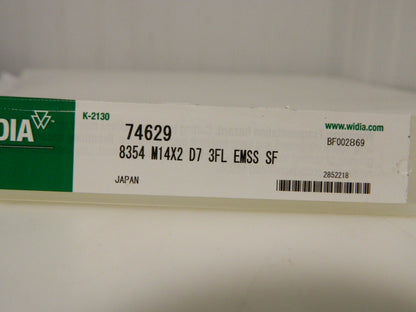 DIA
K-2130
www.widia.com
74629
BF002869
8354 M14X2 D7 3FL EMSS SF
JAPAN
2852218